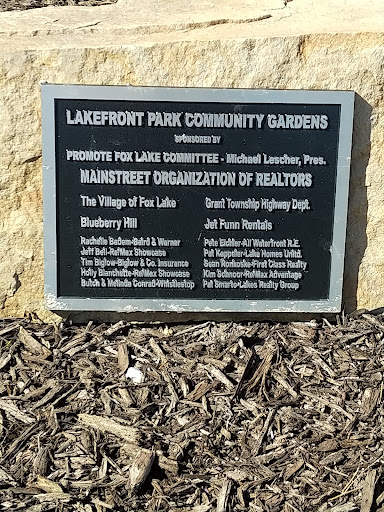 LAKEFRONT PARK COMMUNITY GARDENS
SPONSORED BY
PROMOTE FOX LAKE COMMITTEE - Michael Lescher, Pres.
MAINSTREET ORGANIZATION OF REALTORS
The Village of Fox Lake Grant Township Highway Dept.
Blueberry Hill Jet Funn Rentals
Rachelle Badem-Baird & Warner Pete Eichler-All Waterfront R.E.
Jeff Bell-Re/Max Showcase Pat Keppeler-Lake Homes Unltd.
Tim Biglow-Biglow & Co. Insurance Sean -First Class Realty
Holly Blanchette-Re/Max Showcase Kim Schnoor-Re/Max Advantage
Butch & Melinda Conrad-Whistlestop Pat Smarto-Lakes Realty Group